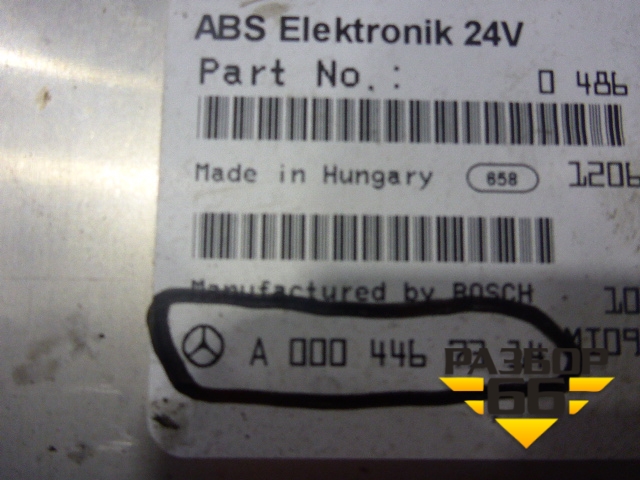 ABS Elektronik 24V
Part No.: 0 486
Made in Hungary 658 1206
Manufactured by BOSCH 10
MT09
A 000 446
РАЗБОР
66